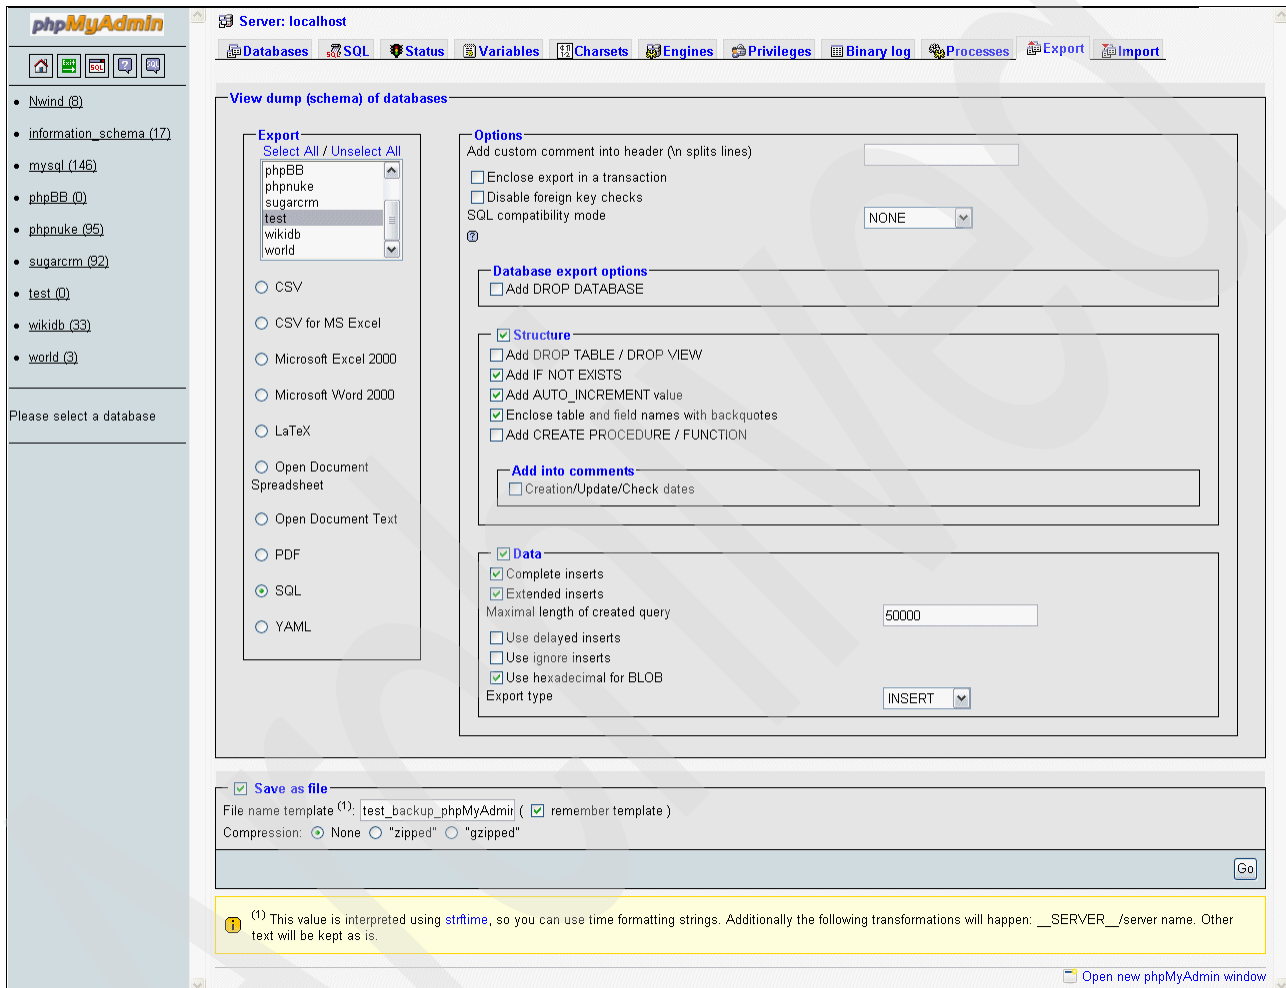 phpMyAdmin
Nwind (8)
information_schema (17)
mysql (146)
phpBB (0)
phpnuke (95)
sugarcrm (92)
test (0)
wikidb (33)
world (3)
Please select a database
Server: localhost
Databases SQL Status Variables Charsets Engines Privileges Binary log Processes Export Import
View dump (schema) of databases
Export
Select All / Unselect All
phpBB
phpnuke
sugarcrm
test
wikidb
world
CSV
CSV for MS Excel
Microsoft Excel 2000
Microsoft Word 2000
LaTeX
Open Document
Spreadsheet
Open Document Text
PDF
SQL
YAML
Options
Add custom comment into header (\n splits lines)
Enclose export in a transaction
Disable foreign key checks
SQL compatibility mode NONE
Database export options
Add DROP DATABASE
Structure
Add DROP TABLE / DROP VIEW
Add IF NOT EXISTS
Add AUTO_INCREMENT value
Enclose table and field names with backquotes
Add CREATE PROCEDURE / FUNCTION
Add into comments
Creation/Update/Check dates
Data
Complete inserts
Extended inserts
Maximal length of created query 50000
Use delayed inserts
Use ignore inserts
Use hexadecimal for BLOB
Export type INSERT
Save as file
File name template (1): test_backup_phpMyAdmin ( remember template )
Compression: None "zipped" "gzipped"
Go
(1) This value is interpreted using strftime, so you can use time formatting strings. Additionally the following transformations will happen: __SERVER__/server name. Other
text will be kept as is.
Open new phpMyAdmin window